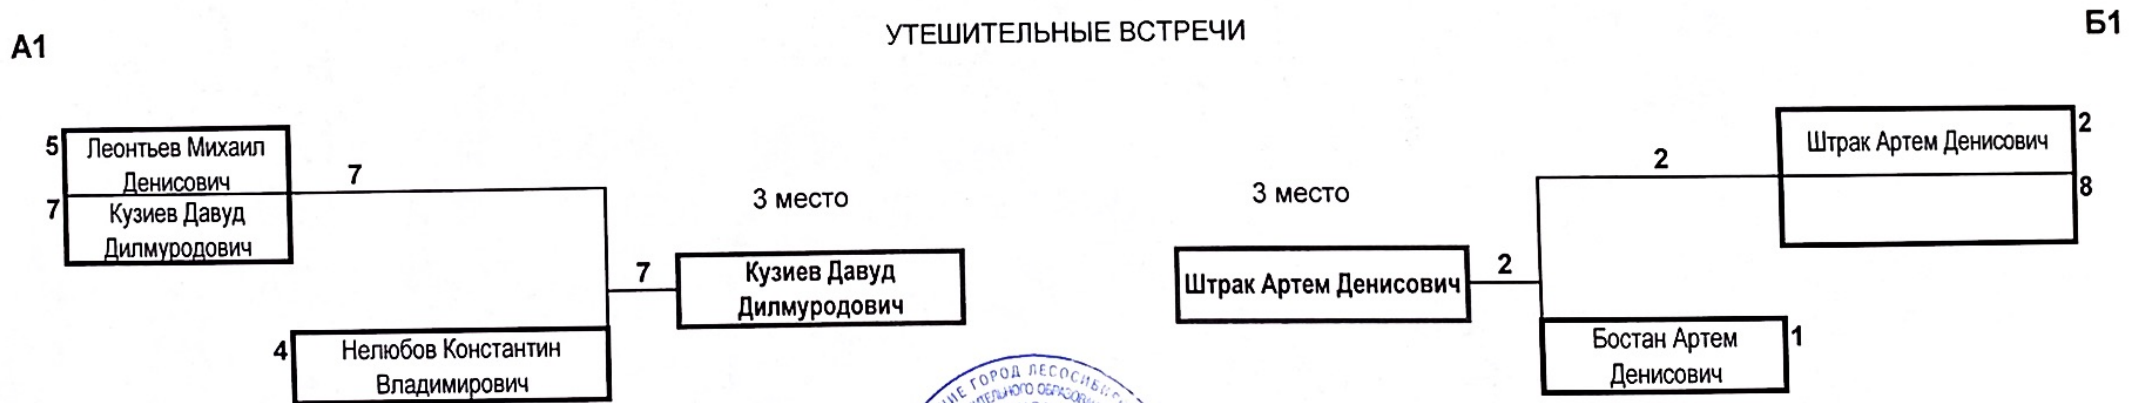 УТЕШИТЕЛЬНЫЕ ВСТРЕЧИ
А1
Б1
5
Леонтьев Михаил
Денисович
7
Кузиев Давуд
Дилмуродович
7
4
Нелюбов Константин
Владимирович
7
3 место
Кузиев Давуд
Дилмуродович
3 место
Штрак Артем Денисович
2
2
Штрак Артем Денисович
2
8
Бостан Артем
Денисович
1
ГОРОД